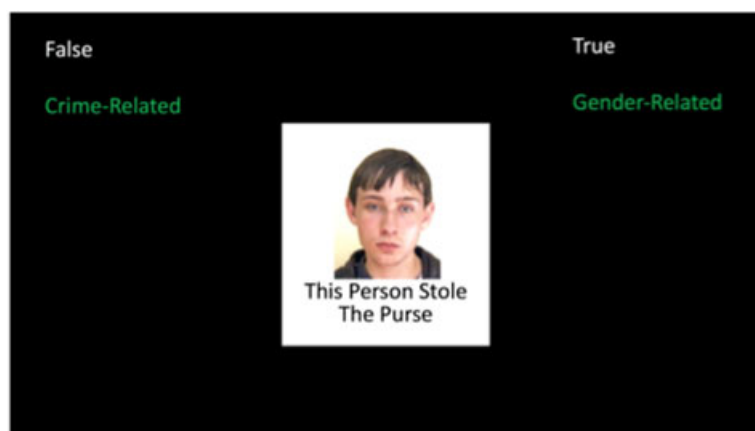 False
True
Crime-Related
Gender-Related
This Person Stole
The Purse